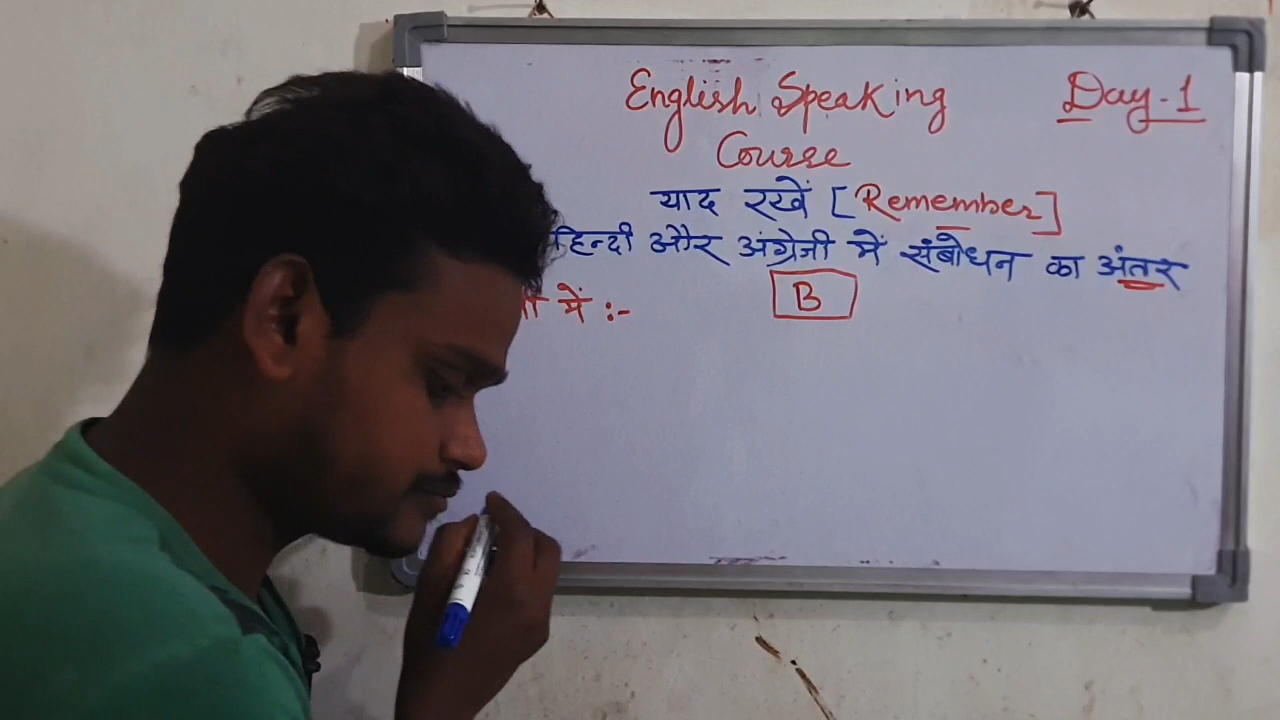 English Speaking Day-1
Course
याद रखें [Remember]
हिन्दी और अंग्रेजी में संबोधन का अंतर
में :- B